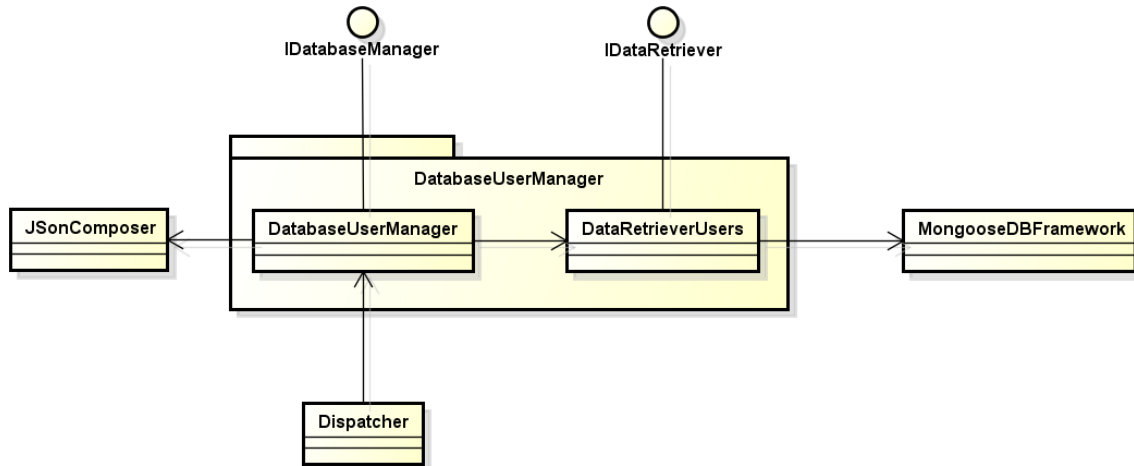 IDatabaseManager
IDataRetriever
DatabaseUserManager
JSonComposer
DatabaseUserManager
DataRetrieverUsers
MongooseDBFramework
Dispatcher